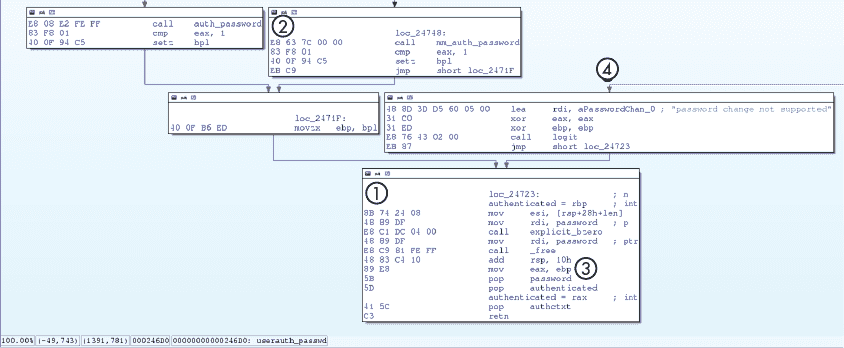 E8 08 E2 FE FF call auth_password
83 F8 01 cmp eax, 1
40 0F 94 C5 setz bpl
2
loc_24748:
E8 63 7C 00 00 call mm_auth_password
83 F8 01 cmp eax, 1
40 0F 94 C5 setz bpl
EB C9 jmp short loc_2471F
4
loc_2471F:
40 0F B6 ED movzx ebp, bpl
48 8D 3D D5 60 05 00 lea rdi, aPasswordChan_0 ; "password change not supported"
31 C0 xor eax, eax
31 ED xor ebp, ebp
E8 76 43 02 00 call logit
EB 87 jmp short loc_24723
1
loc_24723: ; n
authenticated = rbp ; int
8B 74 24 08 mov esi, [rsp+28h+len]
48 89 DF mov rdi, password ; p
E8 C1 DC 04 00 call explicit_bzero
48 89 DF mov rdi, password ; ptr
E8 C9 81 FE FF call _free
48 83 C4 10 add rsp, 10h
89 E8 mov eax, ebp 3
5B pop password
5D pop authenticated
authenticated = rax ; int
41 5C pop authctxt
C3 retn
100.00% (-49,743) (1391,781) 000246D0 00000000000246D0: userauth_passwd